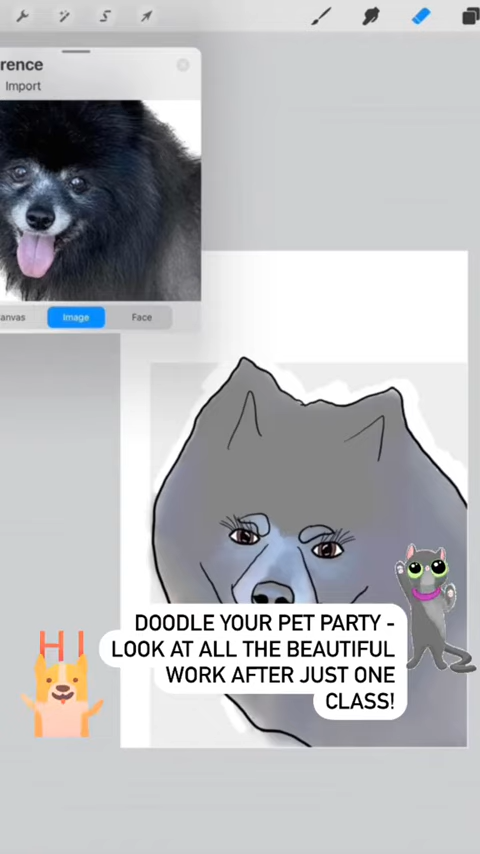 rence
Import
anvas Image Face
HI
DOODLE YOUR PET PARTY -
LOOK AT ALL THE BEAUTIFUL
WORK AFTER JUST ONE
CLASS!